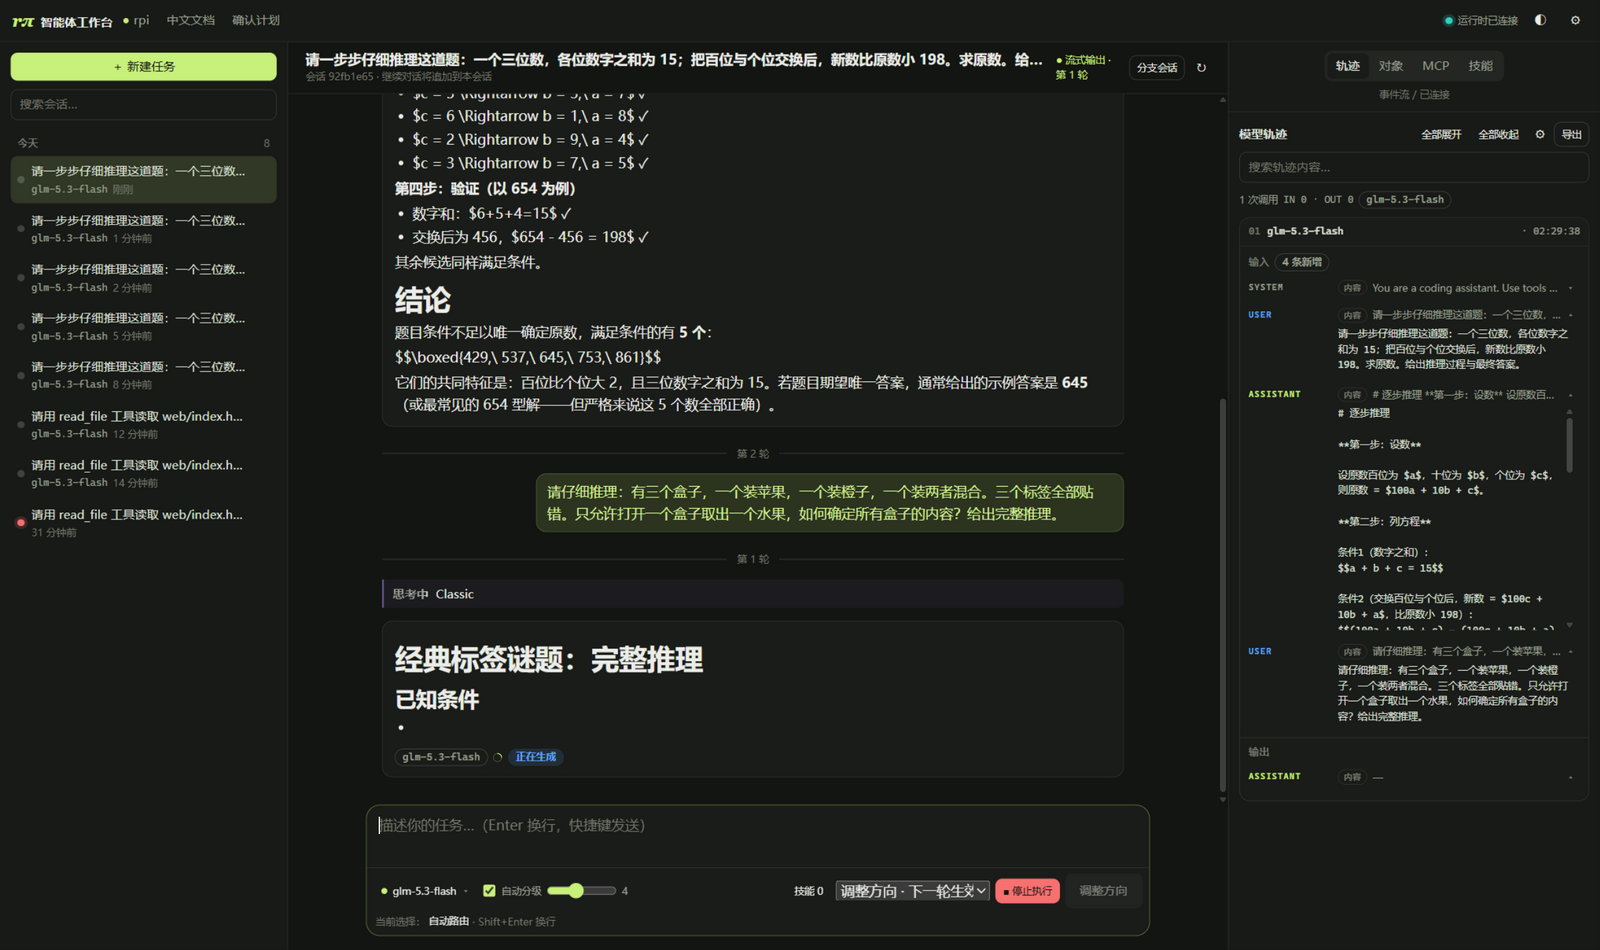 rπ 智能体工作台 • rpi 中文文档 确认计划
运行时已连接
+ 新建任务
搜索会话...
今天 8
请一步步仔细推理这道题：一个三位数...
glm-5.3-flash 刚刚
请一步步仔细推理这道题：一个三位数...
glm-5.3-flash 1 分钟前
请一步步仔细推理这道题：一个三位数...
glm-5.3-flash 2 分钟前
请一步步仔细推理这道题：一个三位数...
glm-5.3-flash 5 分钟前
请一步步仔细推理这道题：一个三位数...
glm-5.3-flash 8 分钟前
请用 read_file 工具读取 web/index.h...
glm-5.3-flash 12 分钟前
请用 read_file 工具读取 web/index.h...
glm-5.3-flash 14 分钟前
请用 read_file 工具读取 web/index.h...
31 分钟前
请一步步仔细推理这道题：一个三位数，各位数字之和为 15；把百位与个位交换后，新数比原数小 198。求原数。给...
会话 92fb1e65 · 继续对话将追加到本会话
• 流式输出 ·
第 1 轮
分支会话 ↻
• $c = 6 \Rightarrow b = 1,\ a = 8$ ✓
• $c = 2 \Rightarrow b = 9,\ a = 4$ ✓
• $c = 3 \Rightarrow b = 7,\ a = 5$ ✓
第四步：验证（以 654 为例）
• 数字和：$6+5+4=15$ ✓
• 交换后为 456，$654 - 456 = 198$ ✓
其余候选同样满足条件。
结论
题目条件不足以唯一确定原数，满足条件的有 5 个：
$$\boxed{429,\ 537,\ 645,\ 753,\ 861}$$
它们的共同特征是：百位比个位大 2，且三位数字之和为 15。若题目期望唯一答案，通常给出的示例答案是 645
（或最常见的 654 型解——但严格来说这 5 个数全部正确）。
第 2 轮
请仔细推理：有三个盒子，一个装苹果，一个装橙子，一个装两者混合。三个标签全部贴
错。只允许打开一个盒子取出一个水果，如何确定所有盒子的内容？给出完整推理。
第 1 轮
思考中 Classic
经典标签谜题：完整推理
已知条件
•
glm-5.3-flash 正在生成
描述你的任务...（Enter 换行，快捷键发送）
• glm-5.3-flash 自动分级 4
技能 0 调整方向 · 下一轮生效 ■ 停止执行 调整方向
当前选择： 自动路由 · Shift+Enter 换行
轨迹 对象 MCP 技能
事件流 / 已连接
模型轨迹 全部展开 全部收起 导出
搜索轨迹内容...
1 次调用 IN 0 · OUT 0 glm-5.3-flash
01 glm-5.3-flash · 02:29:38
输入 4 条新增
SYSTEM 内容 You are a coding assistant. Use tools ...
USER 内容 请一步步仔细推理这道题：一个三位数，...
请一步步仔细推理这道题：一个三位数，各位数字之
和为 15；把百位与个位交换后，新数比原数小
198。求原数。给出推理过程与最终答案。
ASSISTANT 内容 # 逐步推理 **第一步：设数** 设原数百...
# 逐步推理
**第一步：设数**
设原数百位为 $a$，十位为 $b$，个位为 $c$，
则原数 = $100a + 10b + c$。
**第二步：列方程**
条件1（数字之和）：
$$a + b + c = 15$$
条件2（交换百位与个位后，新数 = $100c +
10b + a$，比原数小 198）：
USER 内容 请仔细推理：有三个盒子，一个装苹果，...
请仔细推理：有三个盒子，一个装苹果，一个装橙
子，一个装两者混合。三个标签全部贴错。只允许打
开一个盒子取出一个水果，如何确定所有盒子的内
容？给出完整推理。
输出
ASSISTANT 内容 —